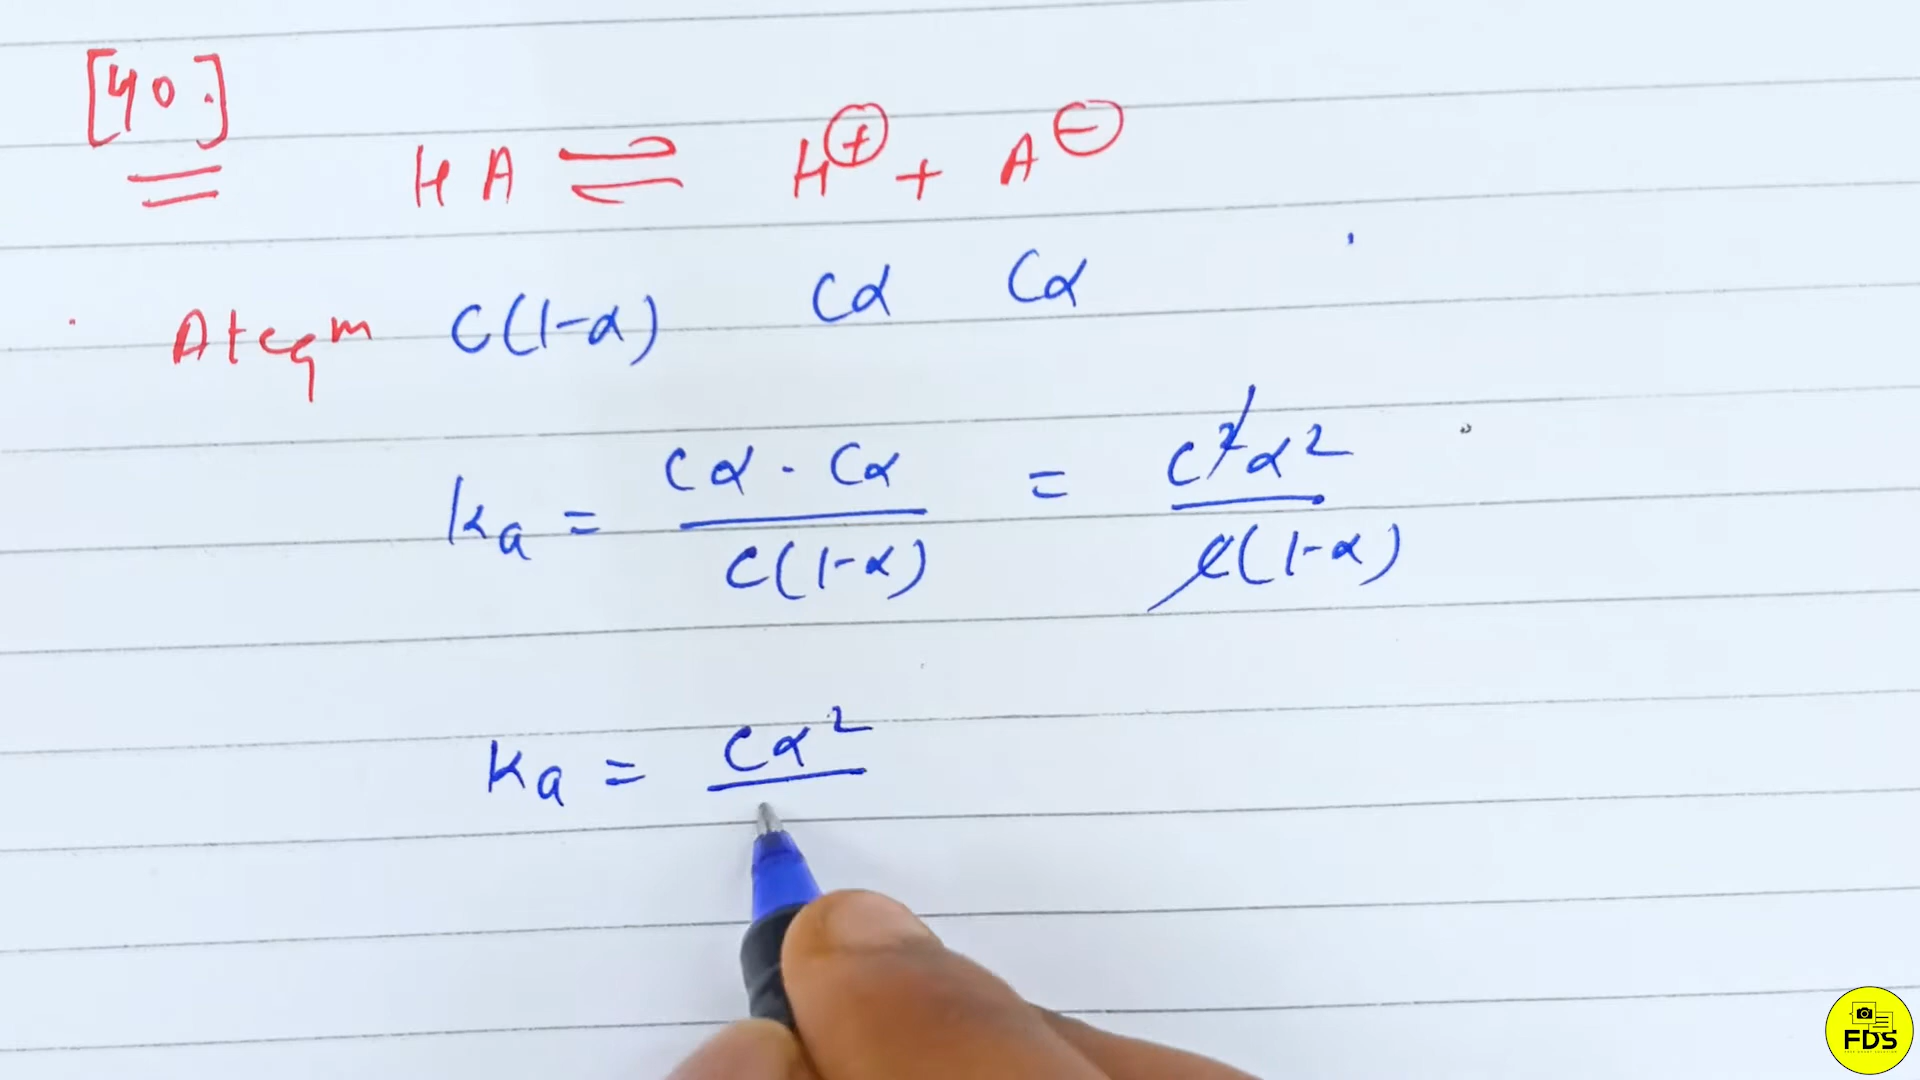 [40.]
HA ⇌ H⊕ + A⊖
At eqm C(1-α) Cα Cα
Ka = Cα · Cα / C(1-α) = C²α² / C(1-α)
Ka = Cα²
FDS